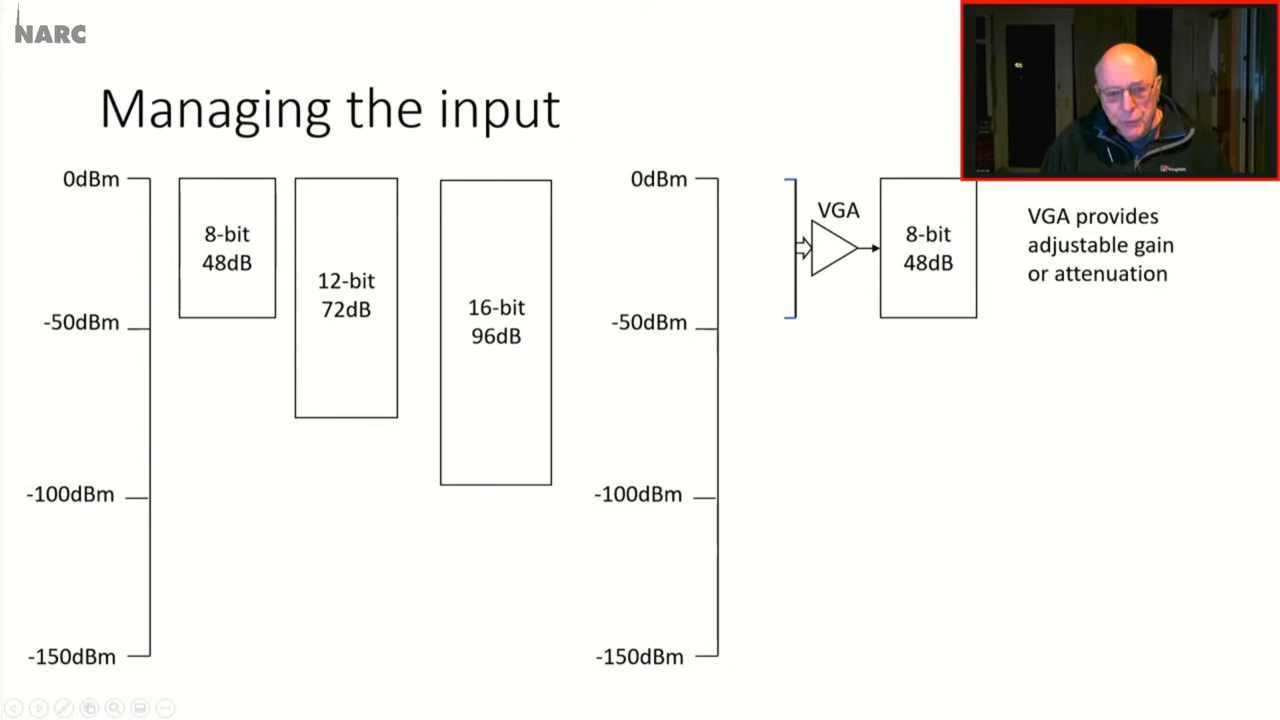 NARC
Managing the input
0dBm
-50dBm
-100dBm
-150dBm
8-bit
48dB
12-bit
72dB
16-bit
96dB
0dBm
-50dBm
-100dBm
-150dBm
VGA
8-bit
48dB
VGA provides
adjustable gain
or attenuation